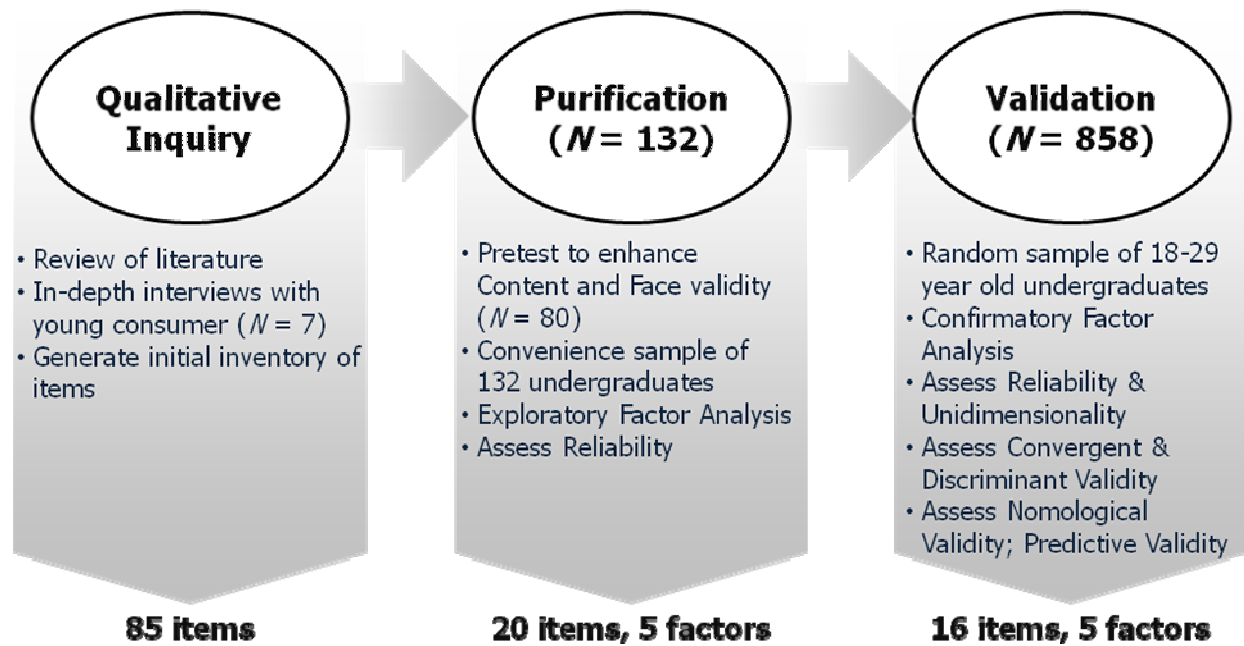 Qualitative
Inquiry
• Review of literature
• In-depth interviews with
young consumer (N = 7)
• Generate initial inventory of
items
85 items
Purification
(N = 132)
• Pretest to enhance
Content and Face validity
(N = 80)
• Convenience sample of
132 undergraduates
• Exploratory Factor Analysis
• Assess Reliability
20 items, 5 factors
Validation
(N = 858)
• Random sample of 18-29
year old undergraduates
• Confirmatory Factor
Analysis
• Assess Reliability &
Unidimensionality
• Assess Convergent &
Discriminant Validity
• Assess Nomological
Validity; Predictive Validity
16 items, 5 factors